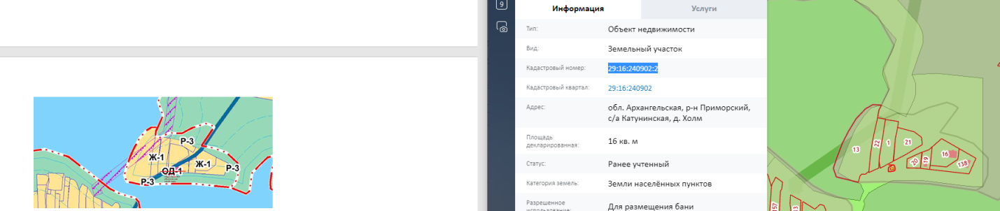 Р-3
Ж-1
Ж-1
ОД-1
Р-3
Р-3
9
Информация
Услуги
Тип:
Объект недвижимости
Вид:
Земельный участок
Кадастровый номер:
29:16:240902:2
Кадастровый квартал:
29:16:240902
Адрес:
обл. Архангельская, р-н Приморский,
с/а Катунинская, д. Холм
Площадь
декларированная:
16 кв. м
Статус:
Ранее учтенный
Категория земель:
Земли населённых пунктов
Разрешенное
использование:
Для размещения бани
13
22
1
21
20
19
16
138